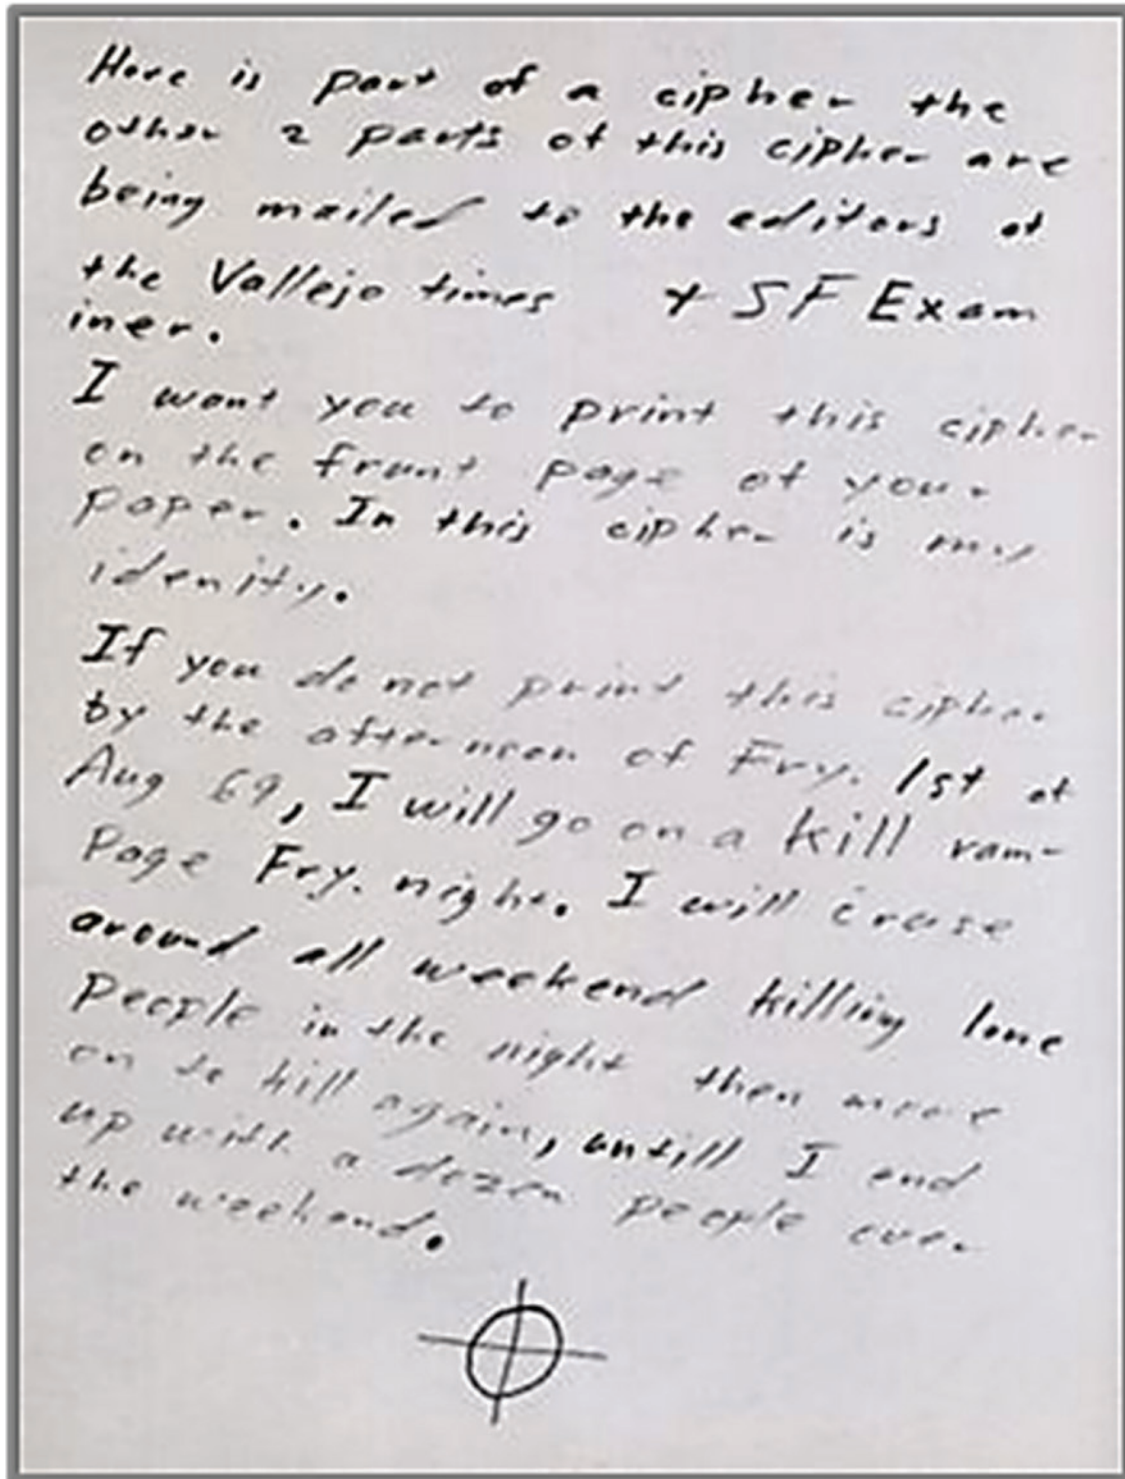 Here is part of a cipher the
other 2 parts of this cipher are
being mailed to the editors of
the Vallejo times + SF Exam
iner.
I want you to print this cipher
on the frunt page of your
paper. In this cipher is my
idenity.
If you do not print this cipher
by the afternoon of Fry. 1st of
Aug 69, I will go on a kill ram-
Page Fry. night. I will cruse
around all weekend killing lone
people in the night then move
on to kill again, untill I end
up with a dozen people over
the weekend.